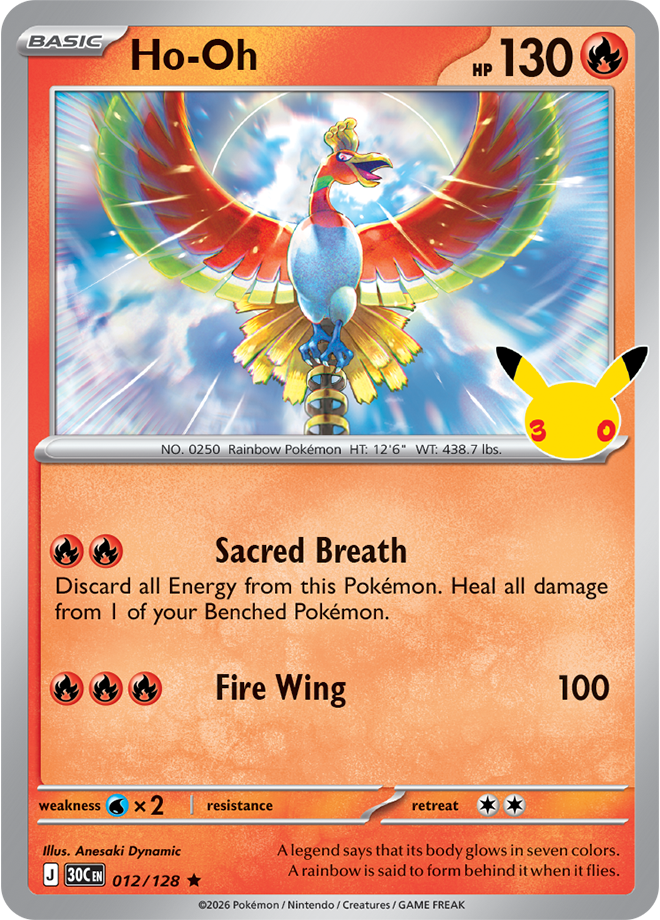 BASIC
Ho-Oh
HP 130
30
NO. 0250 Rainbow Pokémon HT: 12'6" WT: 438.7 lbs.
Sacred Breath
Discard all Energy from this Pokémon. Heal all damage
from 1 of your Benched Pokémon.
Fire Wing 100
weakness ×2 resistance retreat
Illus. Anesaki Dynamic
A legend says that its body glows in seven colors.
A rainbow is said to form behind it when it flies.
J 30C EN 012/128 ★
©2026 Pokémon / Nintendo / Creatures / GAME FREAK